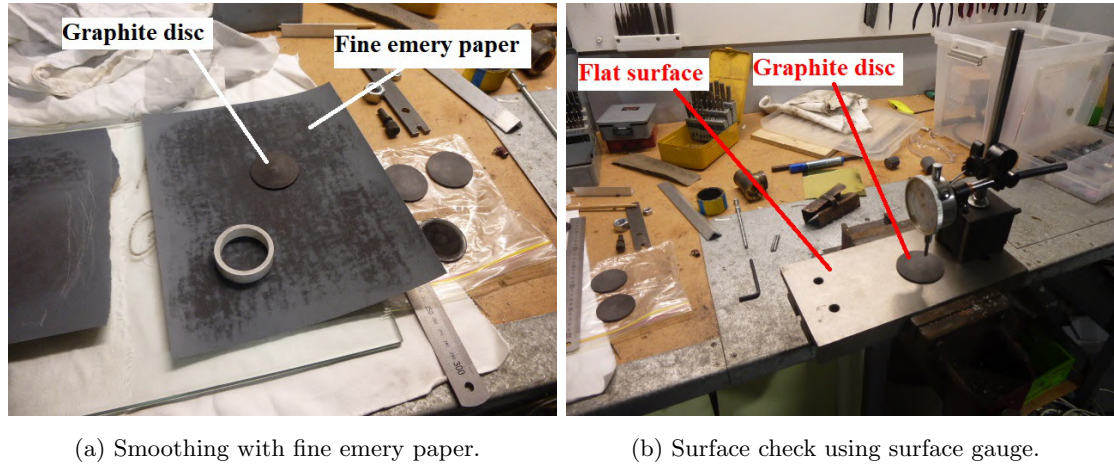 Graphite disc
Fine emery paper
300
Flat surface
Graphite disc
(a) Smoothing with fine emery paper.
(b) Surface check using surface gauge.